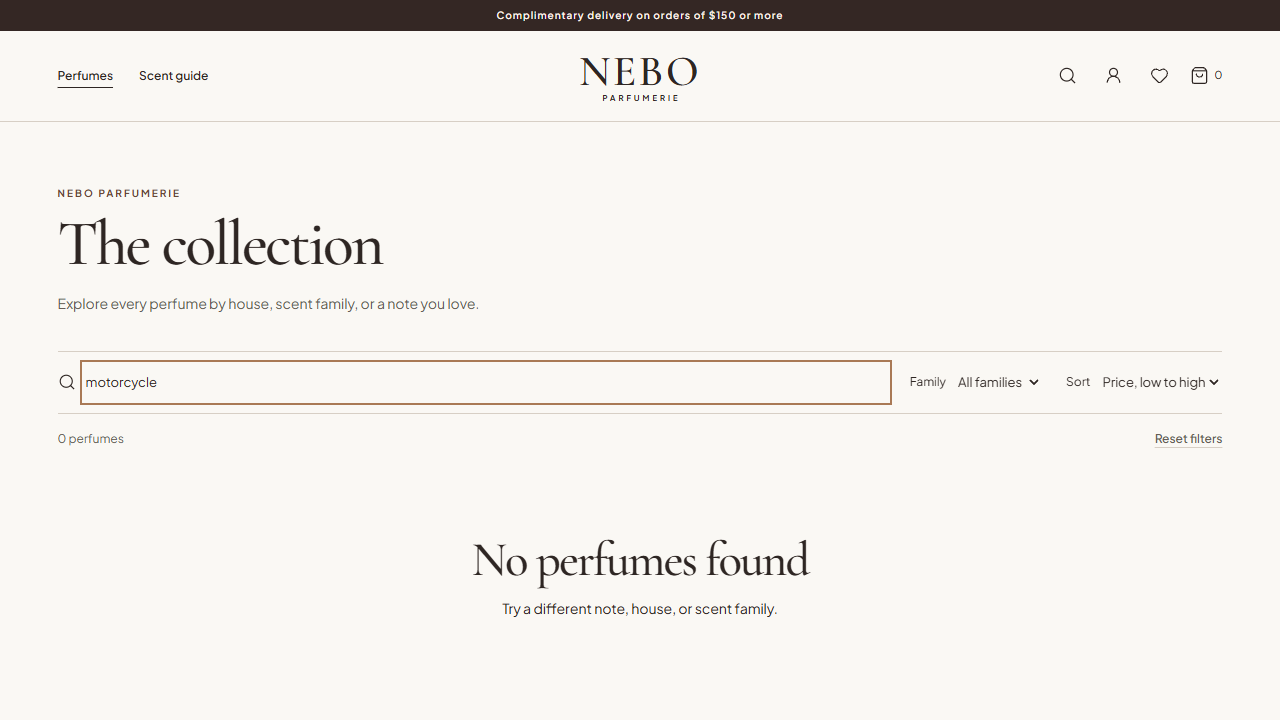 Complimentary delivery on orders of $150 or more
Perfumes
Scent guide
NEBO
PARFUMERIE
0
NEBO PARFUMERIE
The collection
Explore every perfume by house, scent family, or a note you love.
motorcycle
Family
All families
Sort
Price, low to high
0 perfumes
Reset filters
No perfumes found
Try a different note, house, or scent family.